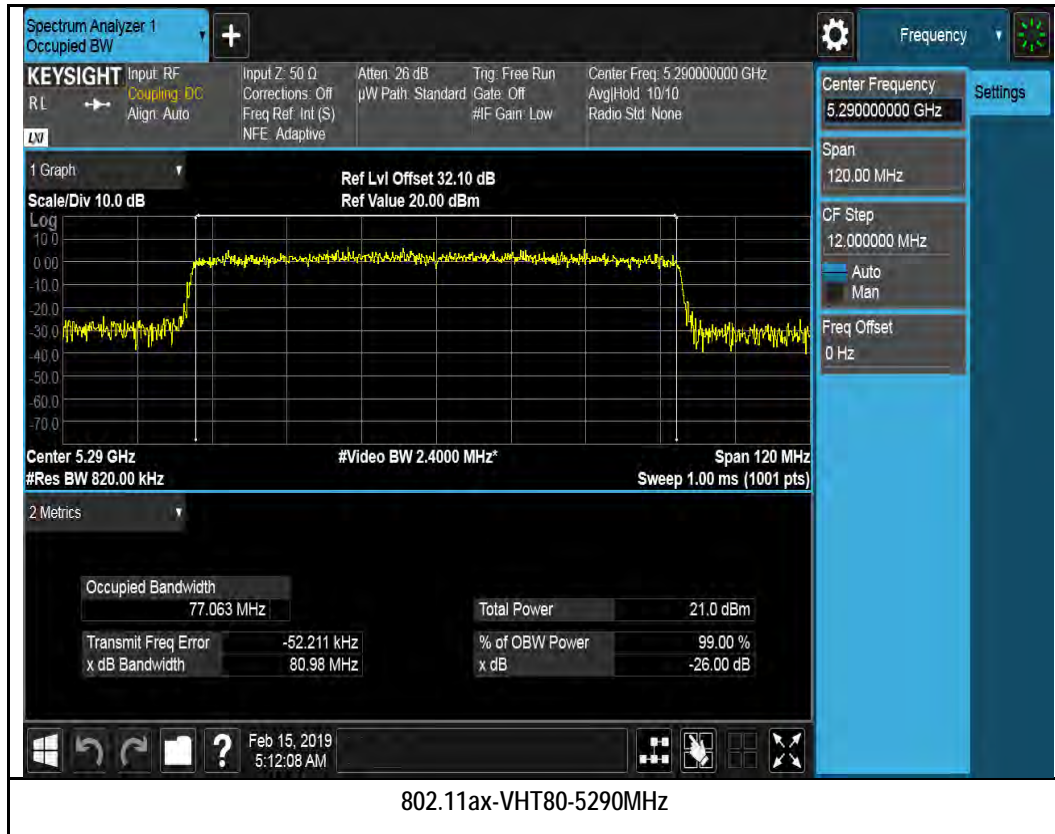 Spectrum Analyzer 1
Occupied BW
+
Frequency
KEYSIGHT
RL
LXI
Input: RF
Coupling: DC
Align: Auto
Input Z: 50 Ω
Corrections: Off
Freq Ref: Int (S)
NFE: Adaptive
Atten: 26 dB
µW Path: Standard
Trig: Free Run
Gate: Off
#IF Gain: Low
Center Freq: 5.290000000 GHz
Avg|Hold: 10/10
Radio Std: None
Center Frequency
5.290000000 GHz
Settings
Span
120.00 MHz
CF Step
12.000000 MHz
Auto
Man
Freq Offset
0 Hz
1 Graph
Scale/Div 10.0 dB
Ref Lvl Offset 32.10 dB
Ref Value 20.00 dBm
Log
10.0
0.00
-10.0
-20.0
-30.0
-40.0
-50.0
-60.0
-70.0
Center 5.29 GHz
#Video BW 2.4000 MHz*
Span 120 MHz
#Res BW 820.00 kHz
Sweep 1.00 ms (1001 pts)
2 Metrics
Occupied Bandwidth
77.063 MHz
Total Power 21.0 dBm
Transmit Freq Error -52.211 kHz
% of OBW Power 99.00 %
x dB Bandwidth 80.98 MHz
x dB -26.00 dB
?
Feb 15, 2019
5:12:08 AM
802.11ax-VHT80-5290MHz